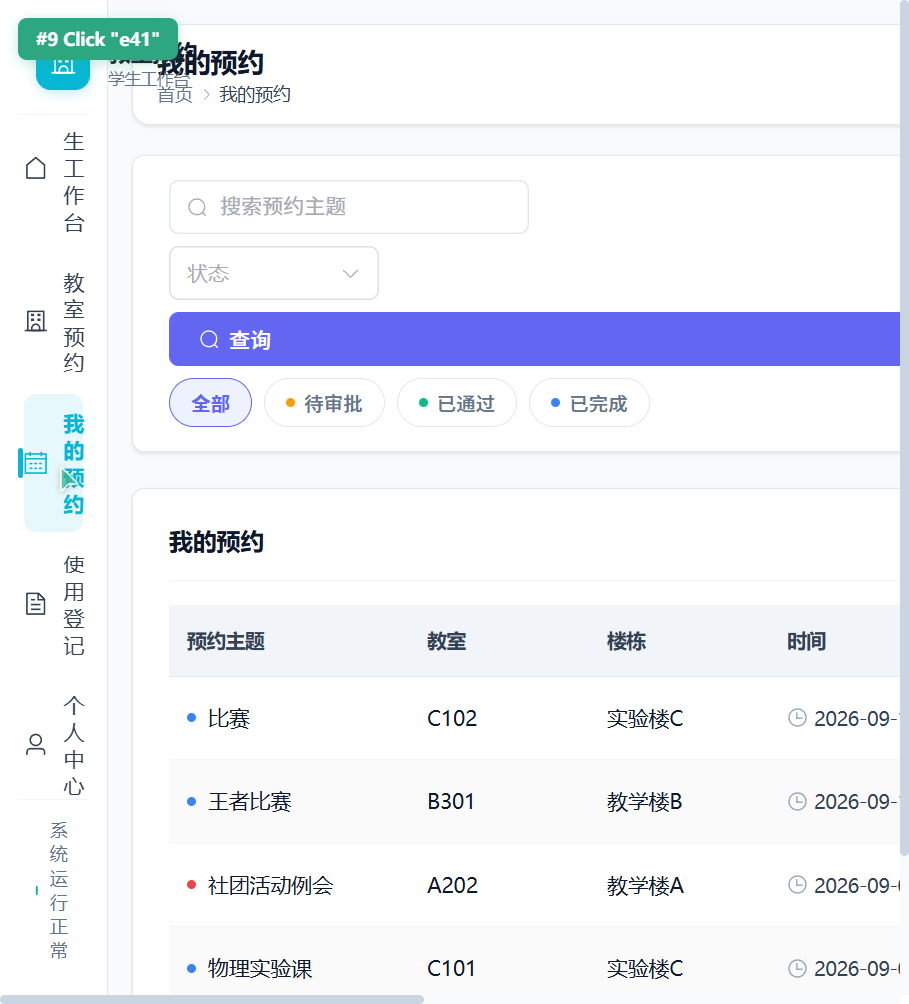 #9 Click "e41"
学生工作台
我的预约
首页
我的预约
生工作台
教室预约
我的预约
使用登记
个人中心
系统运行正常
搜索预约主题
状态
查询
全部
待审批
已通过
已完成
我的预约
预约主题 教室 楼栋 时间
比赛 C102 实验楼C 2026-09-
王者比赛 B301 教学楼B 2026-09-
社团活动例会 A202 教学楼A 2026-09-
物理实验课 C101 实验楼C 2026-09-